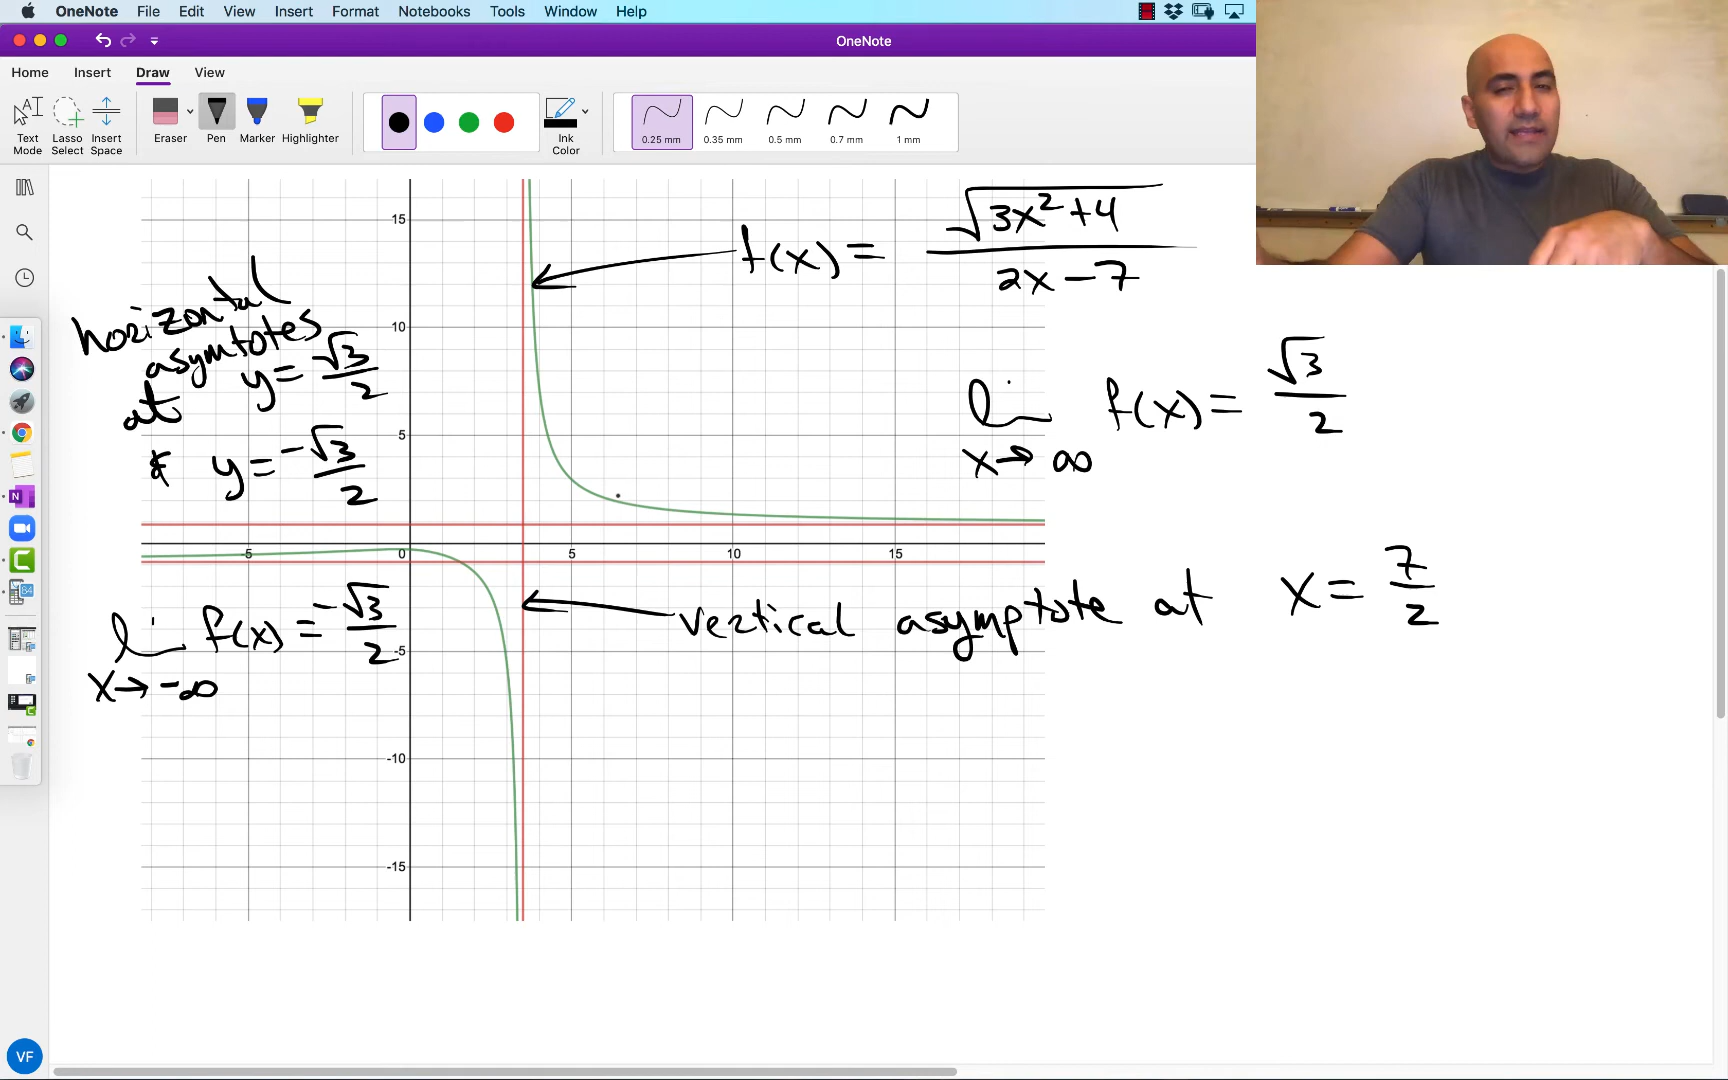 OneNote File Edit View Insert Format Notebooks Tools Window Help
OneNote
Home Insert Draw View
Text Mode
Lasso Select
Insert Space
Eraser
Pen
Marker
Highlighter
Ink Color
0.25 mm
0.35 mm
0.5 mm
0.7 mm
1 mm
f(x) = √(3x²+4) / (2x-7)
horizontal
asymtotes
at y = √3/2
& y = -√3/2
lim f(x) = √3/2
x→∞
15
10
5
-5 0 5 10 15
-5
-10
-15
vertical asymptote at x = 7/2
lim f(x) = -√3/2
x→-∞
N
84
VF